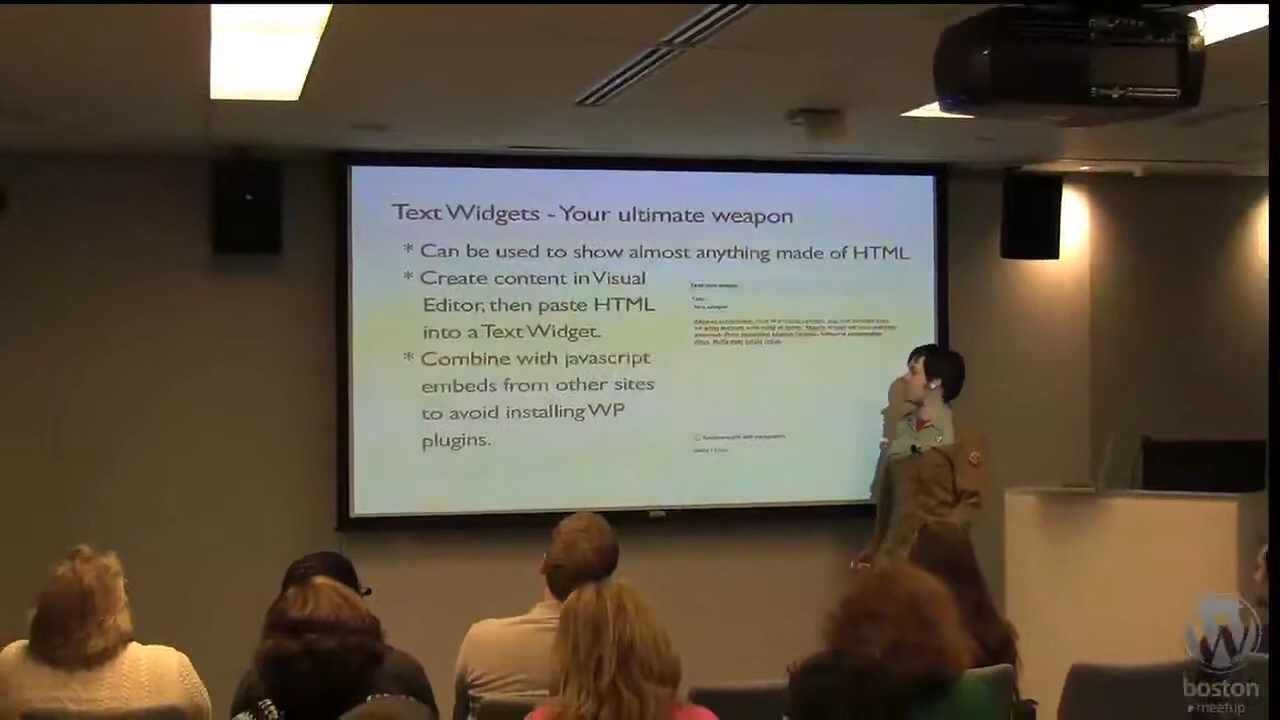 Text Widgets - Your ultimate weapon
* Can be used to show almost anything made of HTML
* Create content in Visual
Editor, then paste HTML
into a Text Widget.
* Combine with javascript
embeds from other sites
to avoid installing WP
plugins.
boston
meetup